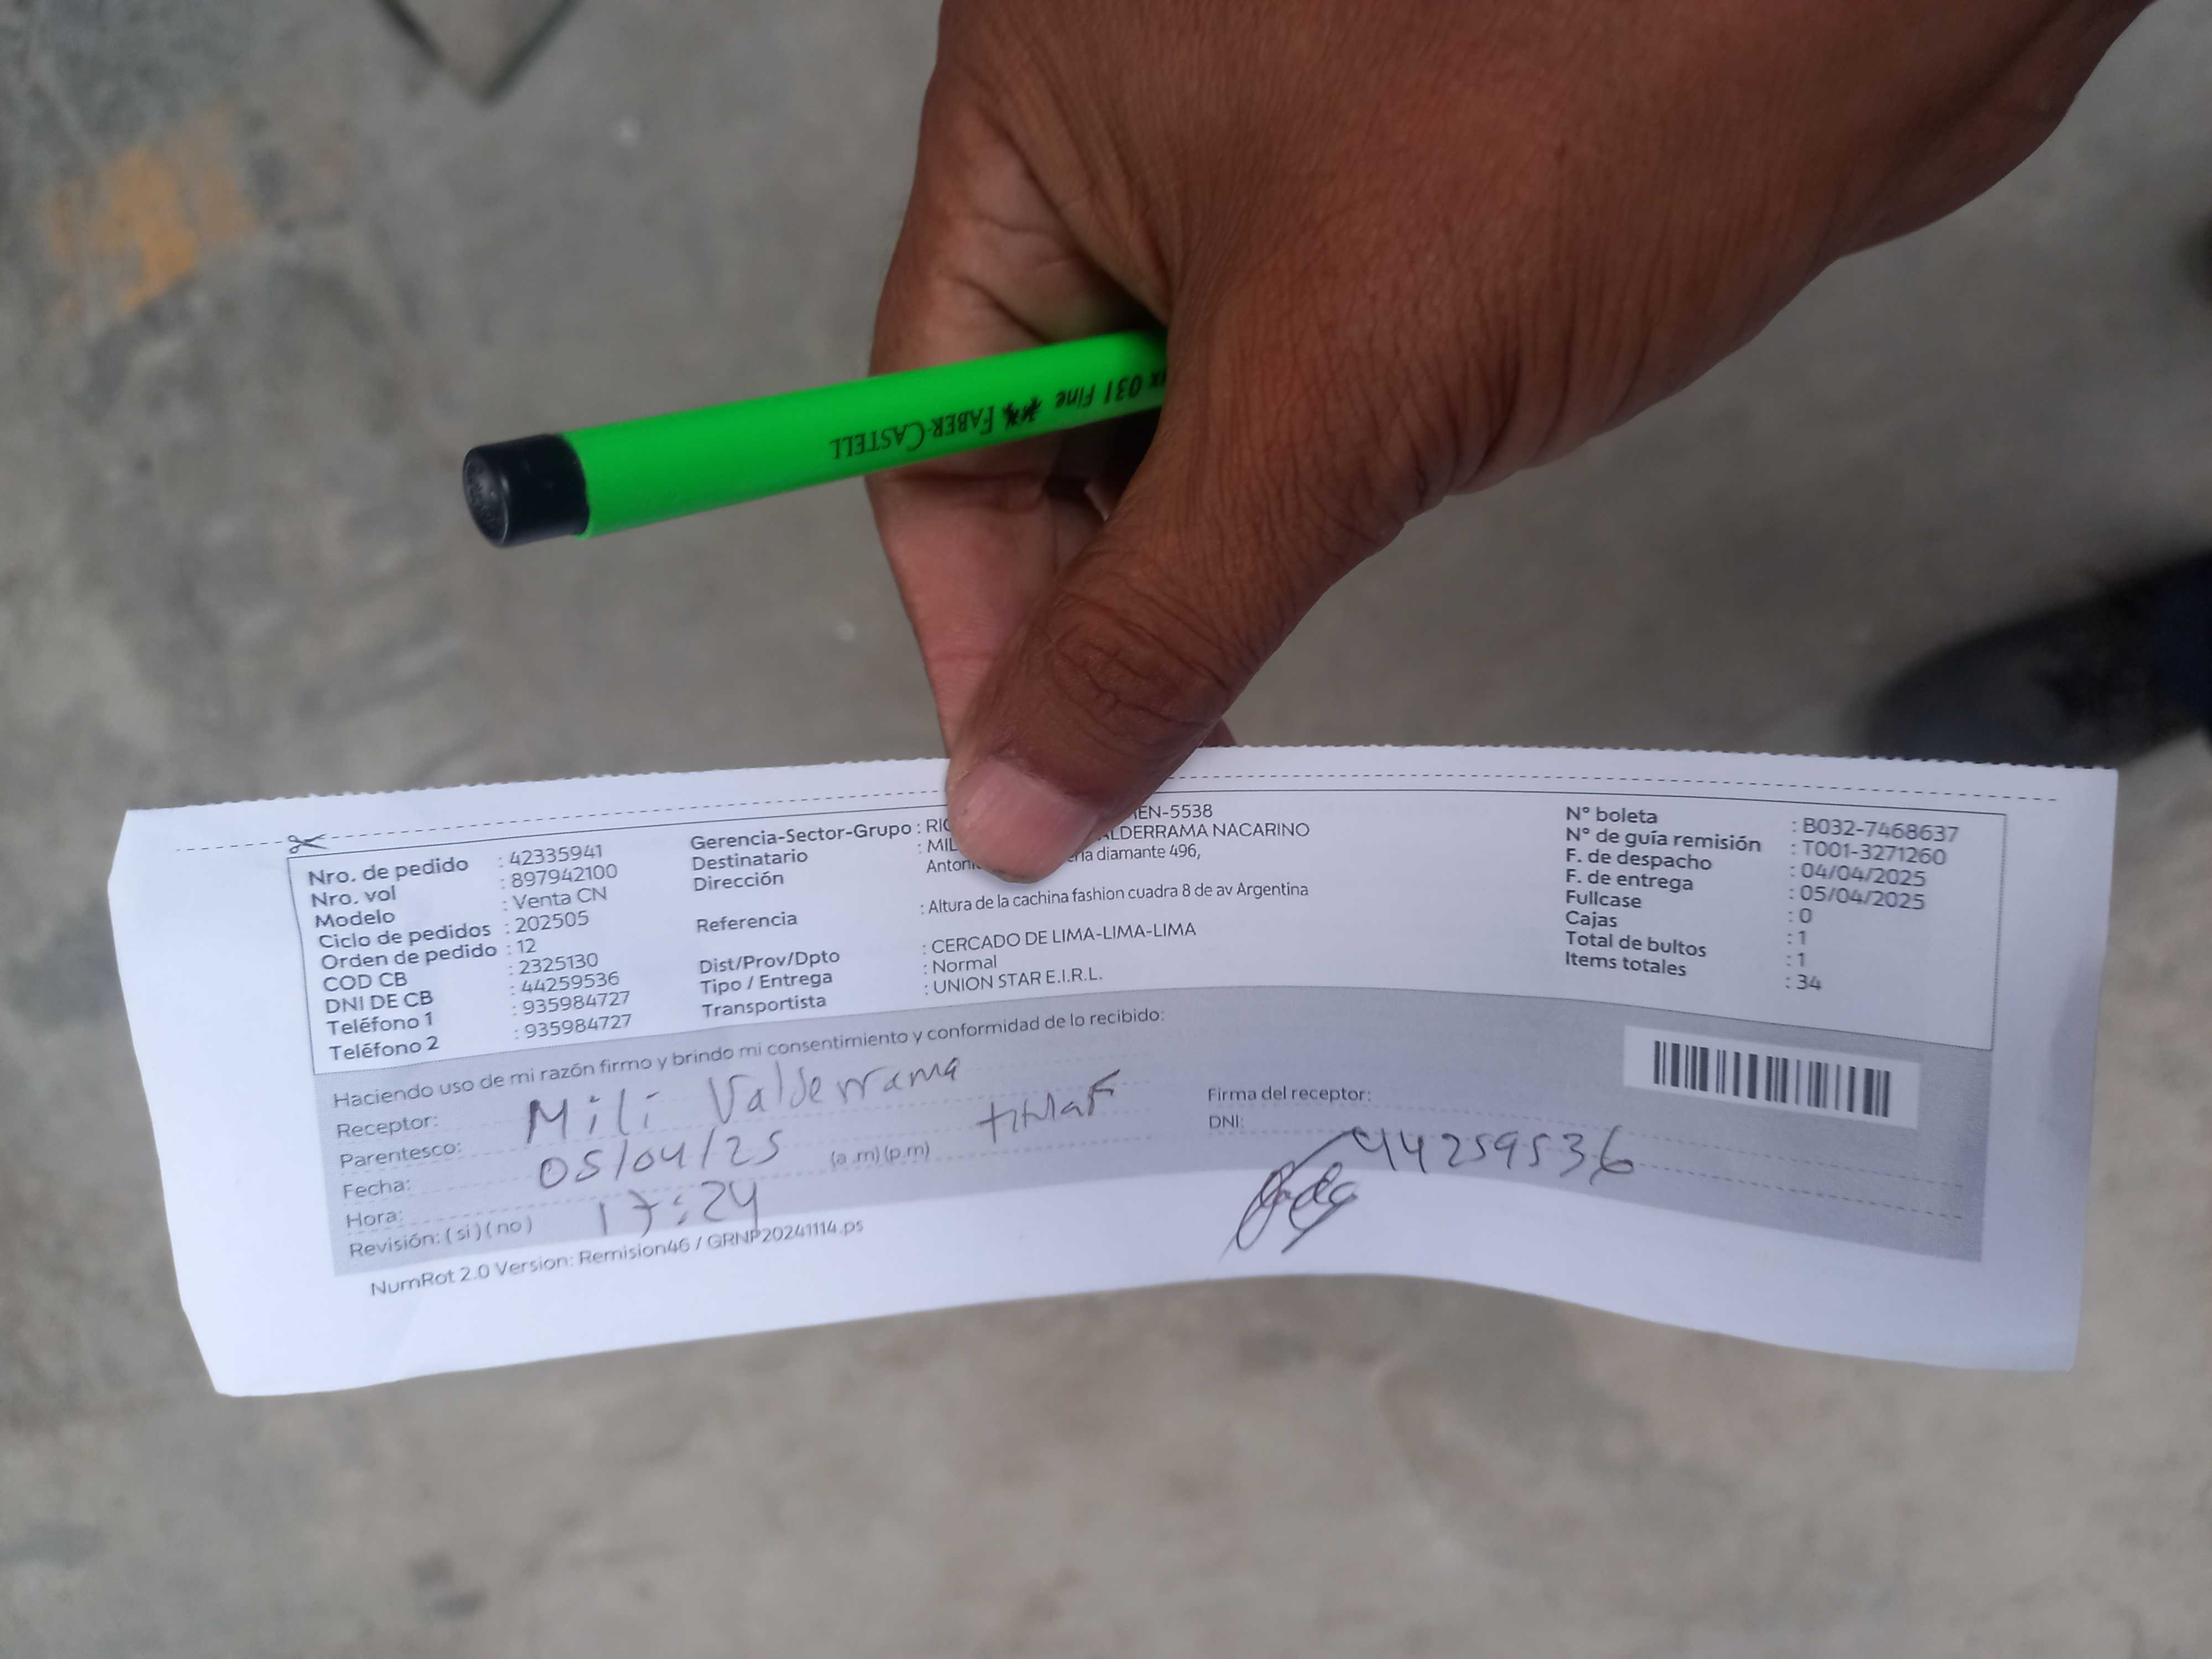 FABER-CASTELL 031 Fine
Nro. de pedido : 42335941
Nro. vol : 897942100
Modelo : Venta CN
Ciclo de pedidos : 202505
Orden de pedido : 12
COD CB : 2325130
DNI DE CB : 44259536
Teléfono 1 : 935984727
Teléfono 2 : 935984727
Gerencia-Sector-Grupo : EN-5538
Destinatario : ALDERRAMA NACARINO
Dirección diamante 496,
Referencia : Altura de la cachina fashion cuadra 8 de av Argentina
Dist/Prov/Dpto : CERCADO DE LIMA-LIMA-LIMA
Tipo / Entrega : Normal
Transportista : UNION STAR E.I.R.L.
N° boleta : B032-7468637
N° de guía remisión : T001-3271260
F. de despacho : 04/04/2025
F. de entrega : 05/04/2025
Fullcase : 0
Cajas : 1
Total de bultos : 1
Items totales : 34
Haciendo uso de mi razón firmo y brindo mi consentimiento y conformidad de lo recibido:
Receptor: Mili Valderrama
Parentesco: titular
Fecha: 05/04/25
Hora: 17:24 (a .m) (p.m)
Revisión: ( si ) ( no )
Firma del receptor:
DNI: 44259536
NumRot 2.0 Version: Remision46 / GRNP20241114.ps